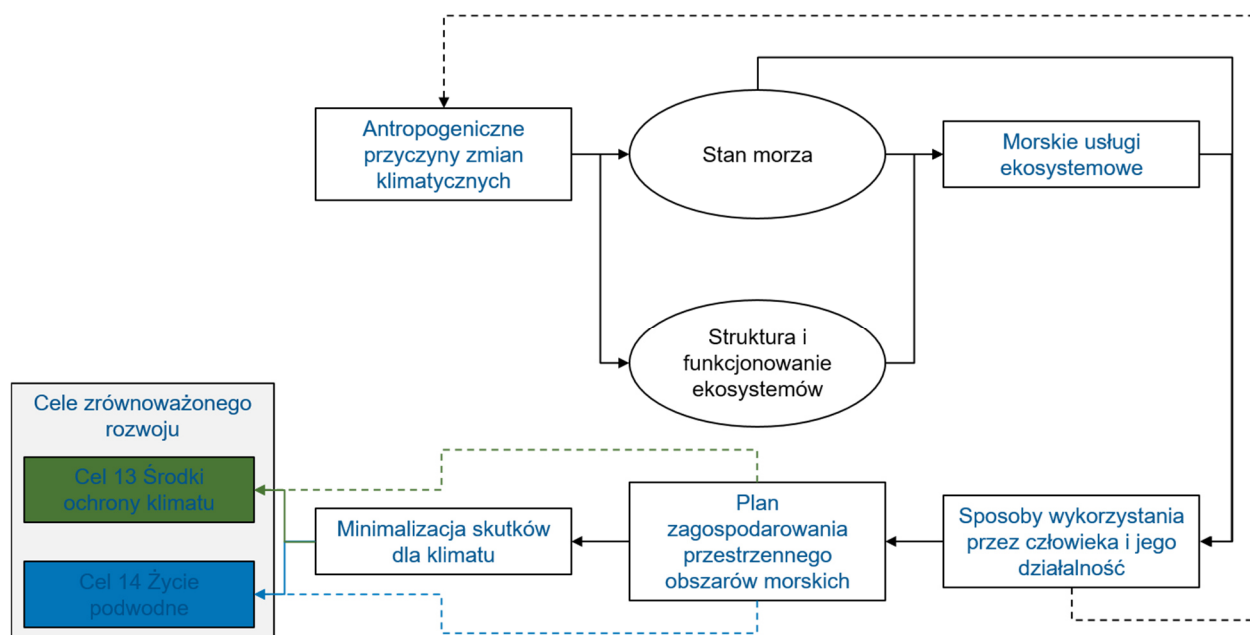 Antropogeniczne
przyczyny zmian
klimatycznych
Stan morza
Morskie usługi
ekosystemowe
Struktura i
funkcjonowanie
ekosystemów
Cele zrównoważonego
rozwoju
Cel 13 Środki
ochrony klimatu
Cel 14 Życie
podwodne
Minimalizacja skutków
dla klimatu
Plan
zagospodarowania
przestrzennego
obszarów morskich
Sposoby wykorzystania
przez człowieka i jego
działalność